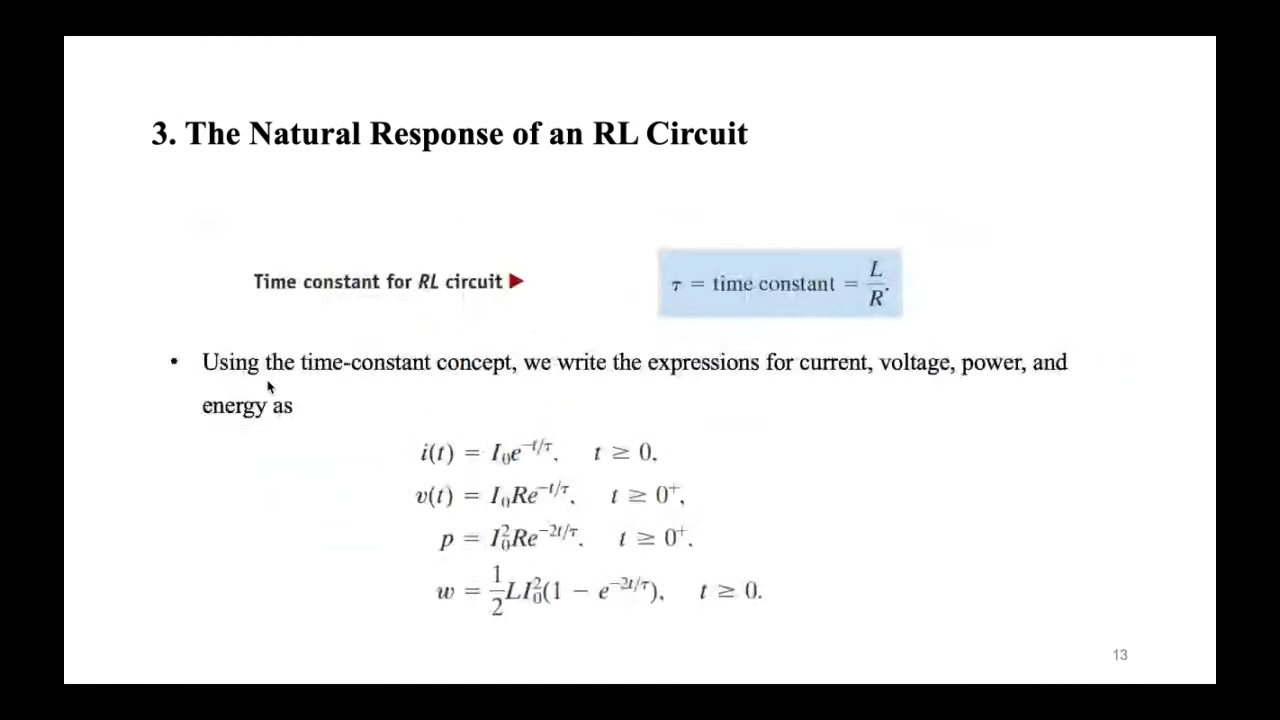 3. The Natural Response of an RL Circuit
Time constant for RL circuit ▶
τ = time constant = L/R.
• Using the time-constant concept, we write the expressions for current, voltage, power, and
energy as
i(t) = I₀e^−t/τ, t ≥ 0,
v(t) = I₀Re^−t/τ, t ≥ 0⁺,
p = I₀²Re^−2t/τ, t ≥ 0⁺,
w = 1/2 LI₀²(1 − e^−2t/τ), t ≥ 0.
13